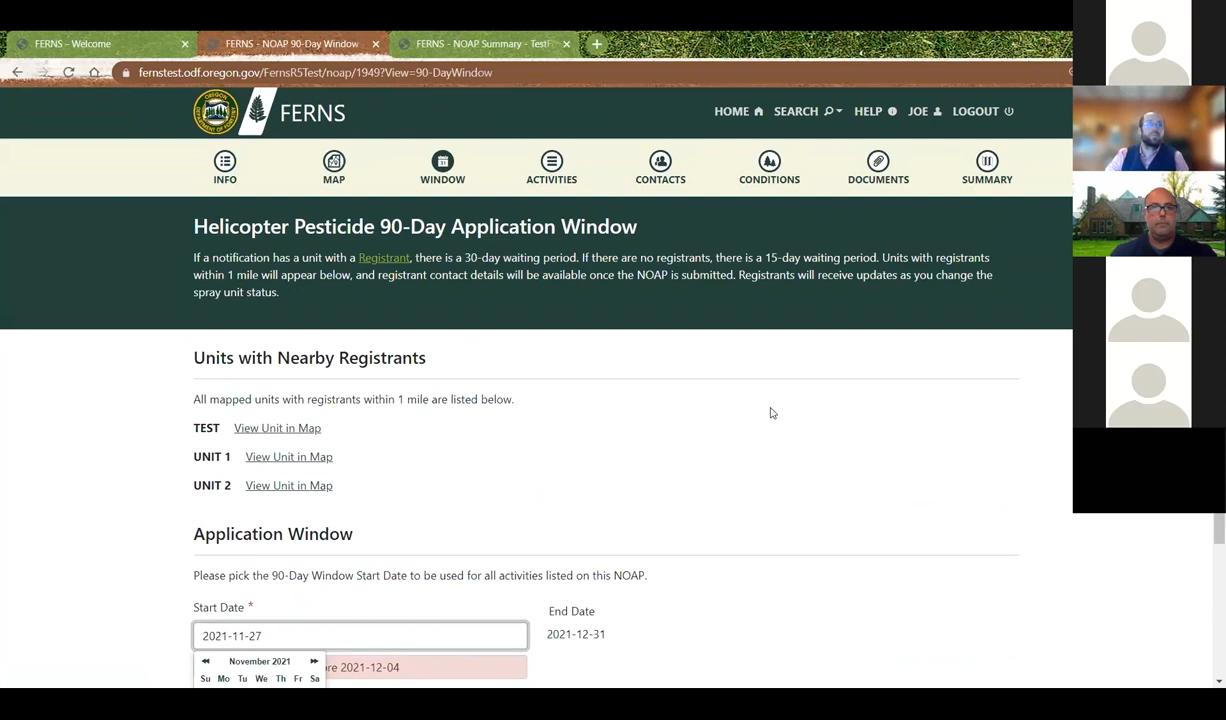 FERNS - Welcome
FERNS - NOAP 90-Day Window
FERNS - NOAP Summary - TestF
fernstest.odf.oregon.gov/FernsR5Test/noap/1949?View=90-DayWindow
FERNS
HOME
SEARCH
HELP
JOE
LOGOUT
INFO
MAP
WINDOW
ACTIVITIES
CONTACTS
CONDITIONS
DOCUMENTS
SUMMARY
Helicopter Pesticide 90-Day Application Window
If a notification has a unit with a Registrant, there is a 30-day waiting period. If there are no registrants, there is a 15-day waiting period. Units with registrants
within 1 mile will appear below, and registrant contact details will be available once the NOAP is submitted. Registrants will receive updates as you change the
spray unit status.
Units with Nearby Registrants
All mapped units with registrants within 1 mile are listed below.
TEST View Unit in Map
UNIT 1 View Unit in Map
UNIT 2 View Unit in Map
Application Window
Please pick the 90-Day Window Start Date to be used for all activities listed on this NOAP.
Start Date *
End Date
2021-11-27
2021-12-31
November 2021
re 2021-12-04
Su Mo Tu We Th Fr Sa